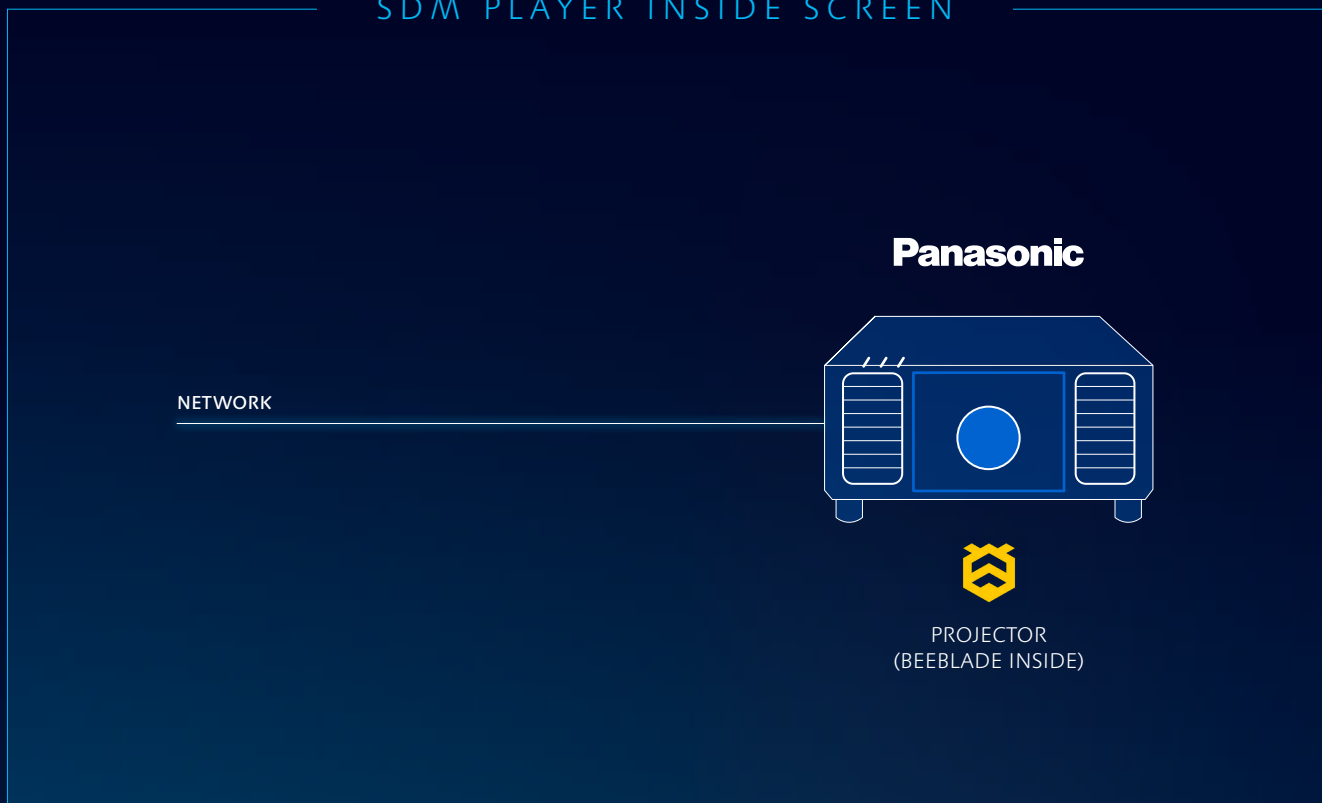 SDM PLAYER INSIDE SCREEN
Panasonic
NETWORK
PROJECTOR
(BEEBLADE INSIDE)